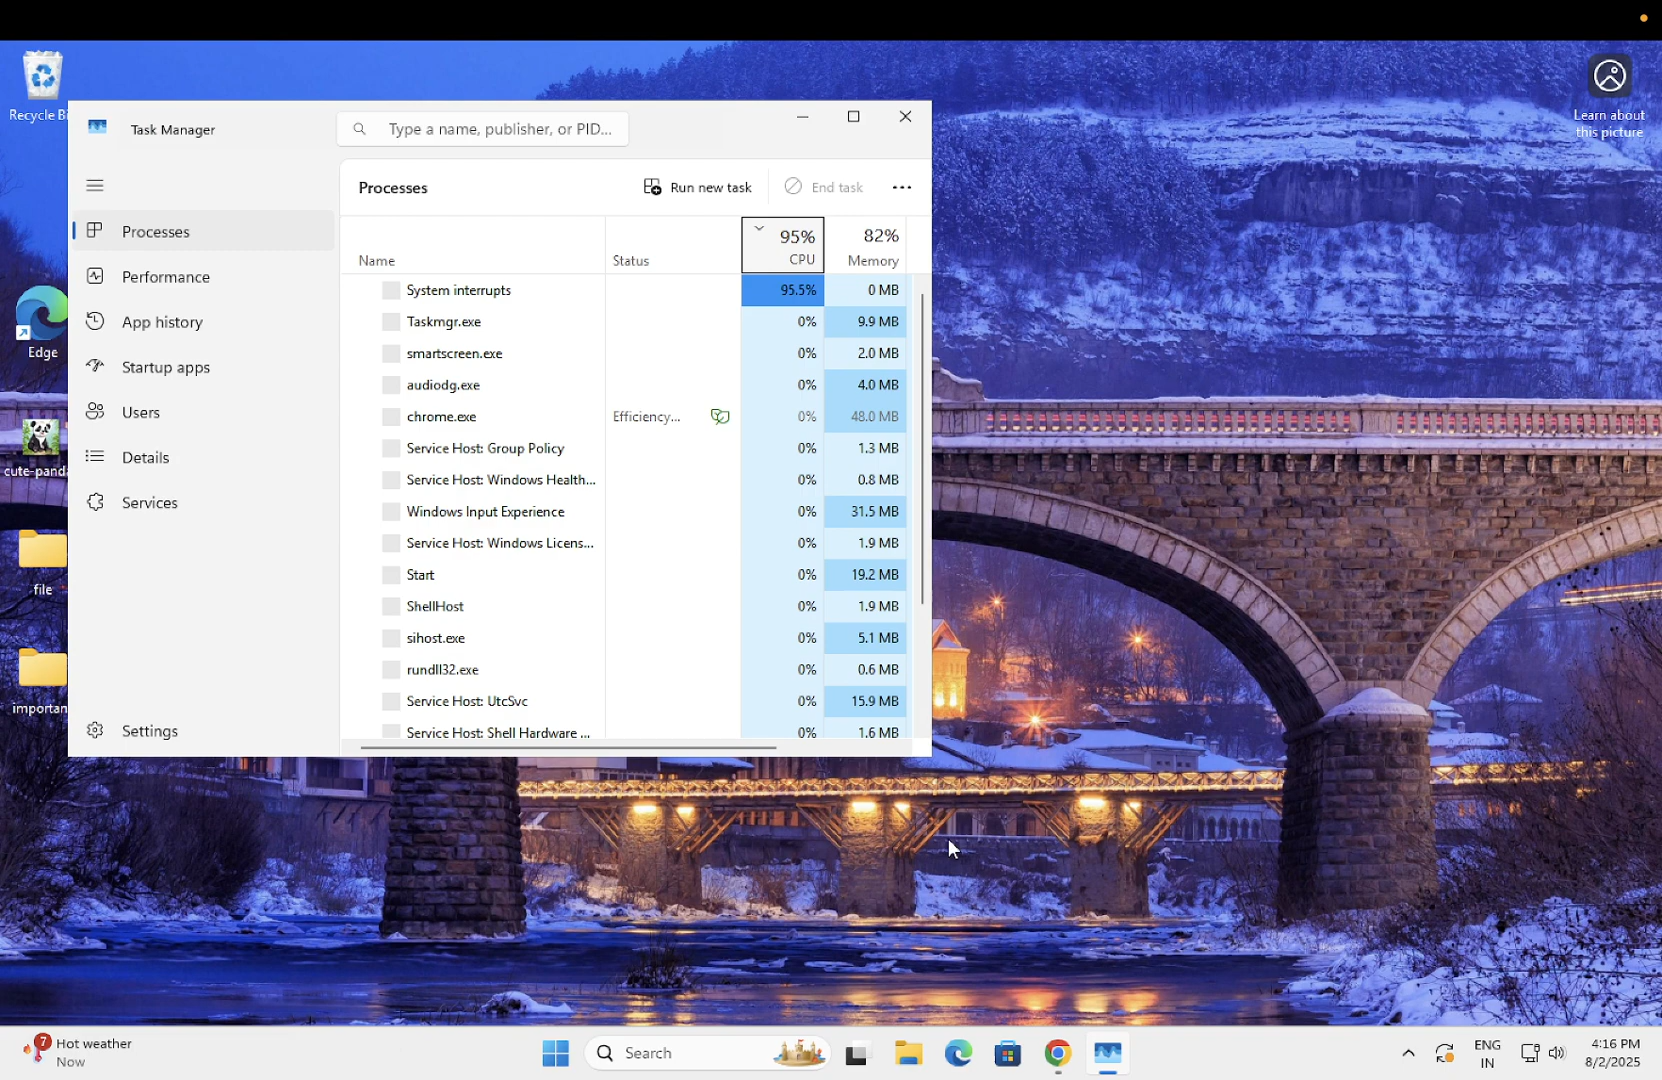 Recycle Bi
Learn about
this picture
Edge
cute-panda
file
importan
Task Manager
Type a name, publisher, or PID...
Processes
Performance
App history
Startup apps
Users
Details
Services
Settings
Processes
Run new task
End task
Name Status 95% CPU 82% Memory
System interrupts 95.5% 0 MB
Taskmgr.exe 0% 9.9 MB
smartscreen.exe 0% 2.0 MB
audiodg.exe 0% 4.0 MB
chrome.exe Efficiency... 0% 48.0 MB
Service Host: Group Policy 0% 1.3 MB
Service Host: Windows Health... 0% 0.8 MB
Windows Input Experience 0% 31.5 MB
Service Host: Windows Licens... 0% 1.9 MB
Start 0% 19.2 MB
ShellHost 0% 1.9 MB
sihost.exe 0% 5.1 MB
rundll32.exe 0% 0.6 MB
Service Host: UtcSvc 0% 15.9 MB
Service Host: Shell Hardware ... 0% 1.6 MB
7
Hot weather
Now
Search
ENG
IN
4:16 PM
8/2/2025